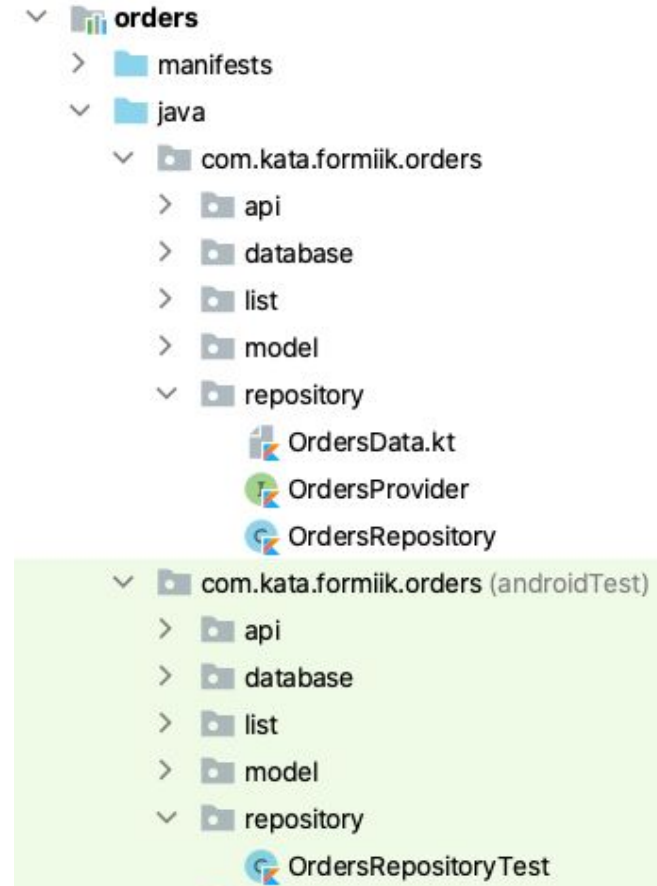 orders
manifests
java
com.kata.formiik.orders
api
database
list
model
repository
OrdersData.kt
OrdersProvider
OrdersRepository
com.kata.formiik.orders (androidTest)
api
database
list
model
repository
OrdersRepositoryTest